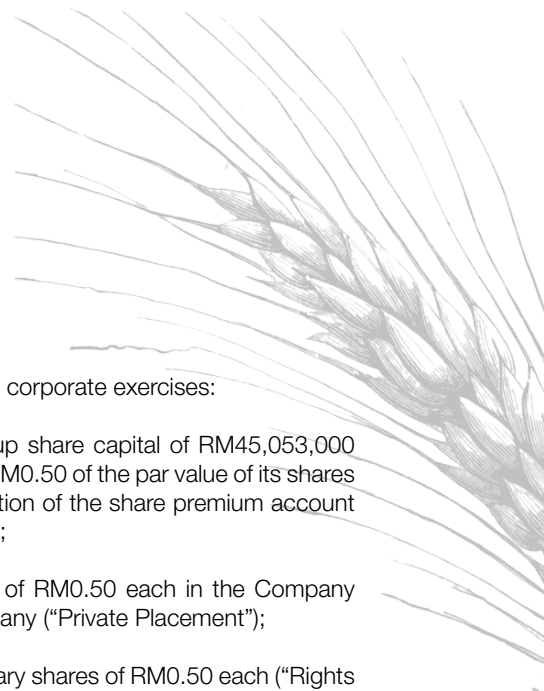 corporate exercises:
up share capital of RM45,053,000
RM0.50 of the par value of its shares
tion of the share premium account
;
of RM0.50 each in the Company
any (“Private Placement”);
ary shares of RM0.50 each (“Rights